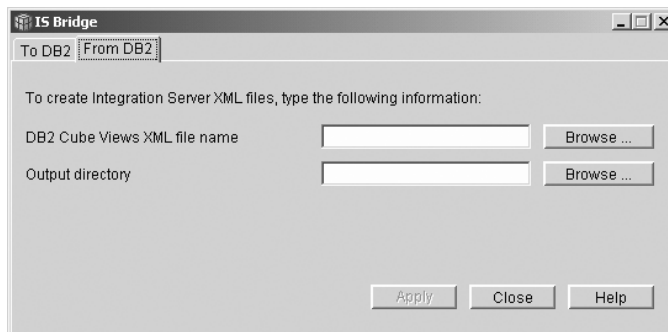 IS Bridge
To DB2 From DB2
To create Integration Server XML files, type the following information:
DB2 Cube Views XML file name Browse ...
Output directory Browse ...
Apply Close Help